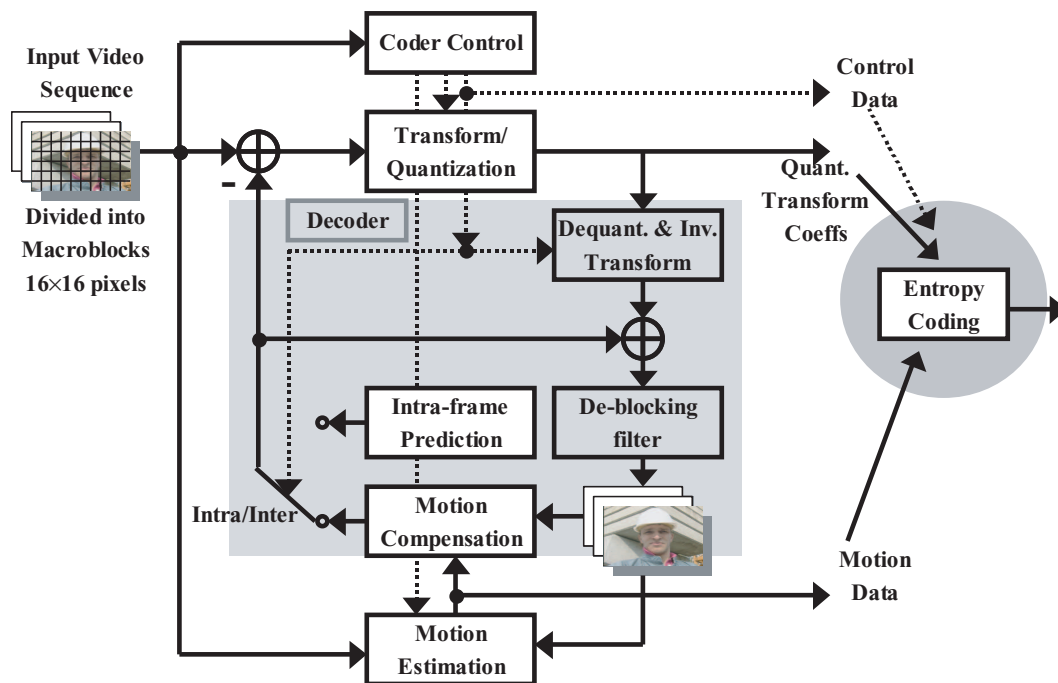 Input Video
Sequence
Divided into
Macroblocks
16×16 pixels
Coder Control
Transform/
Quantization
-
Decoder
Dequant. & Inv.
Transform
Intra-frame
Prediction
De-blocking
filter
Intra/Inter
Motion
Compensation
Motion
Estimation
Control
Data
Quant.
Transform
Coeffs
Entropy
Coding
Motion
Data